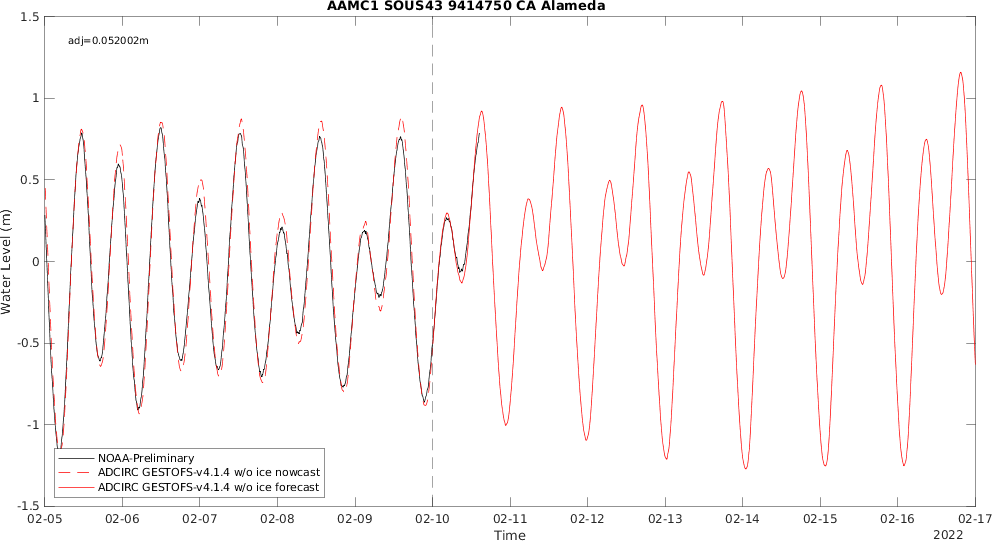 AAMC1 SOUS43 9414750 CA Alameda
1.5
adj=0.052002m
1
0.5
0
-0.5
-1
-1.5
Water Level (m)
NOAA-Preliminary
ADCIRC GESTOFS-v4.1.4 w/o ice nowcast
ADCIRC GESTOFS-v4.1.4 w/o ice forecast
02-05 02-06 02-07 02-08 02-09 02-10 02-11 02-12 02-13 02-14 02-15 02-16 02-17
Time
2022